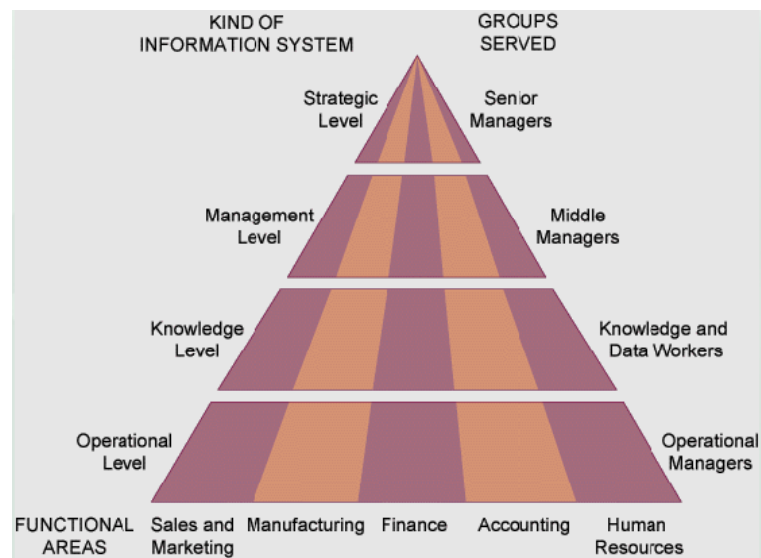 KIND OF
INFORMATION SYSTEM
GROUPS
SERVED
Strategic
Level
Senior
Managers
Management
Level
Middle
Managers
Knowledge
Level
Knowledge and
Data Workers
Operational
Level
Operational
Managers
FUNCTIONAL
AREAS
Sales and
Marketing
Manufacturing
Finance
Accounting
Human
Resources